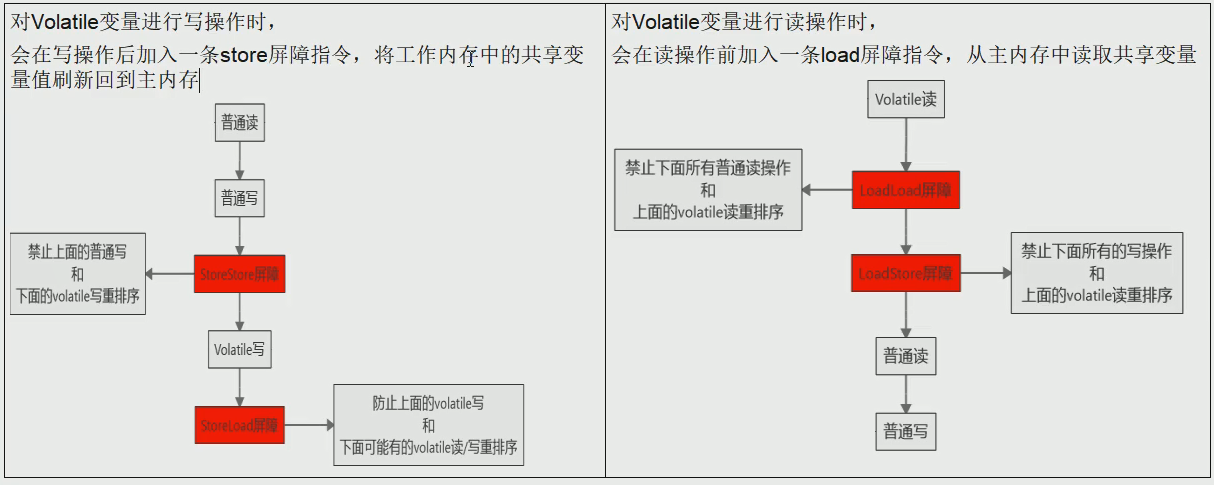 对Volatile变量进行写操作时，
会在写操作后加入一条store屏障指令，将工作内存中的共享变
量值刷新回到主内存
普通读
普通写
StoreStore屏障
禁止上面的普通写
和
下面的volatile写重排序
Volatile写
StoreLoad屏障
防止上面的volatile写
和
下面可能有的volatile读/写重排序
对Volatile变量进行读操作时，
会在读操作前加入一条load屏障指令，从主内存中读取共享变量
Volatile读
LoadLoad屏障
禁止下面所有普通读操作
和
上面的volatile读重排序
LoadStore屏障
禁止下面所有的写操作
和
上面的volatile读重排序
普通读
普通写